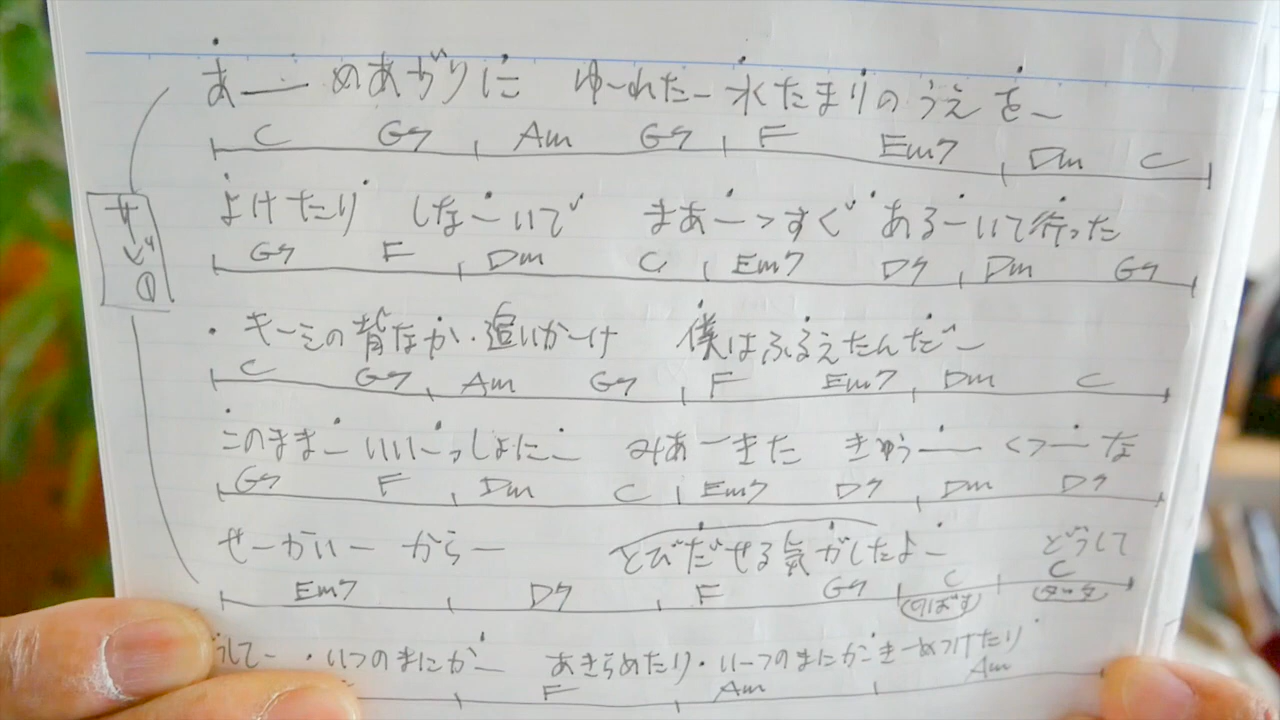 あ――めあがりに ゆーれたー水たまりのうえをー
C G7 Am G7 F Em7 Dm C
よけたり しなーいで まあーっすぐ あるーいて行った
G7 F Dm C Em7 D7 Dm G7
サビ
①
・キーミの背なか・追いかーけ 僕はふるえたんだー
C G7 Am G7 F Em7 Dm C
このままー いいーっしょにー みあーきた きゅうー くつーな
G7 F Dm C Em7 D7 Dm D7
せーかいー からー とびだせる気がしたよー どうして
Em7 D7 F G7 C C
(のばす)
うしてー ・いつのまにかー あきらめたり・いーつのまにかーきーめつけたり
F Am Am